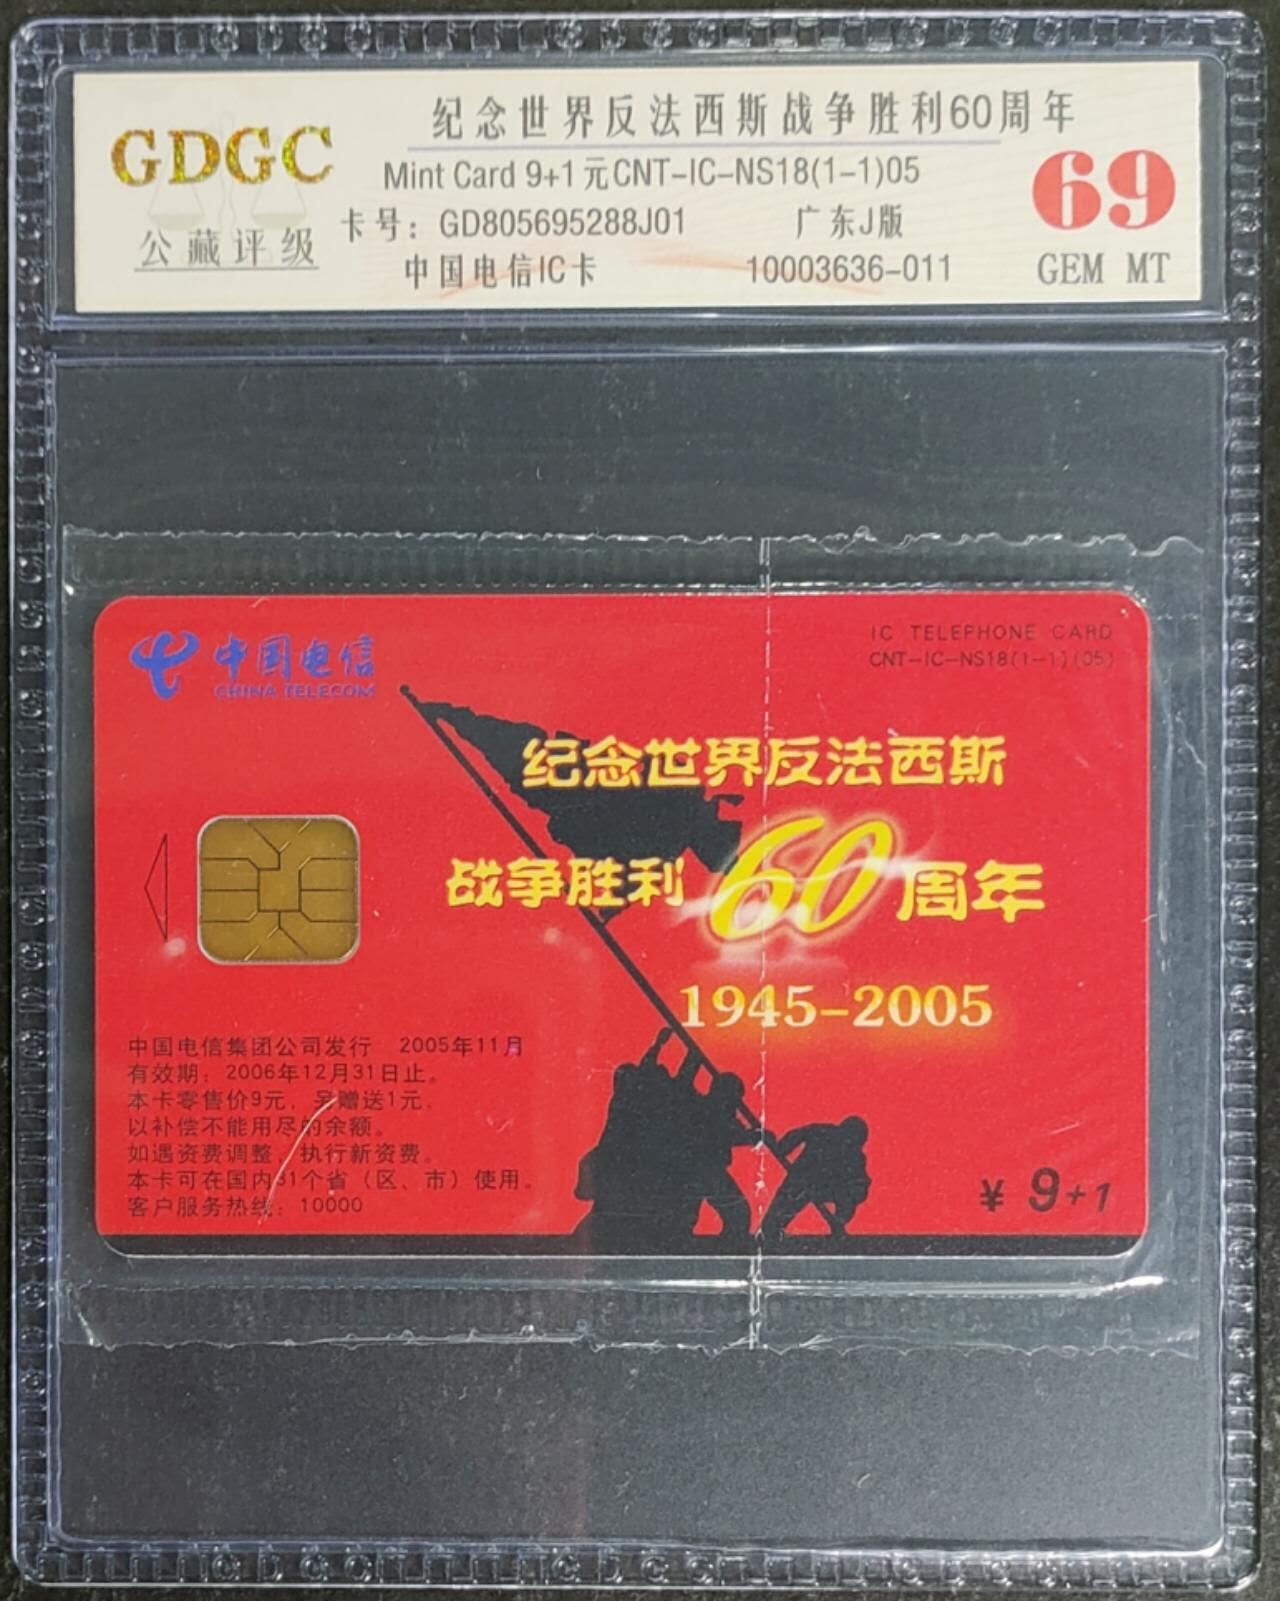 GDGC
公藏评级
纪念世界反法西斯战争胜利60周年
Mint Card 9+1元CNT-IC-NS18(1-1)05
卡号：GD805695288J01 广东J版
中国电信IC卡 10003636-011
69
GEM MT
中国电信
CHINA TELECOM
IC TELEPHONE CARD
CNT-IC-NS18(1-1)(05)
纪念世界反法西斯
战争胜利60周年
1945-2005
中国电信集团公司发行 2005年11月
有效期：2006年12月31日止。
本卡零售价9元，另赠送1元，
以补偿不能用尽的余额。
如遇资费调整，执行新资费。
本卡可在国内31个省（区、市）使用。
客户服务热线：10000
¥ 9+1